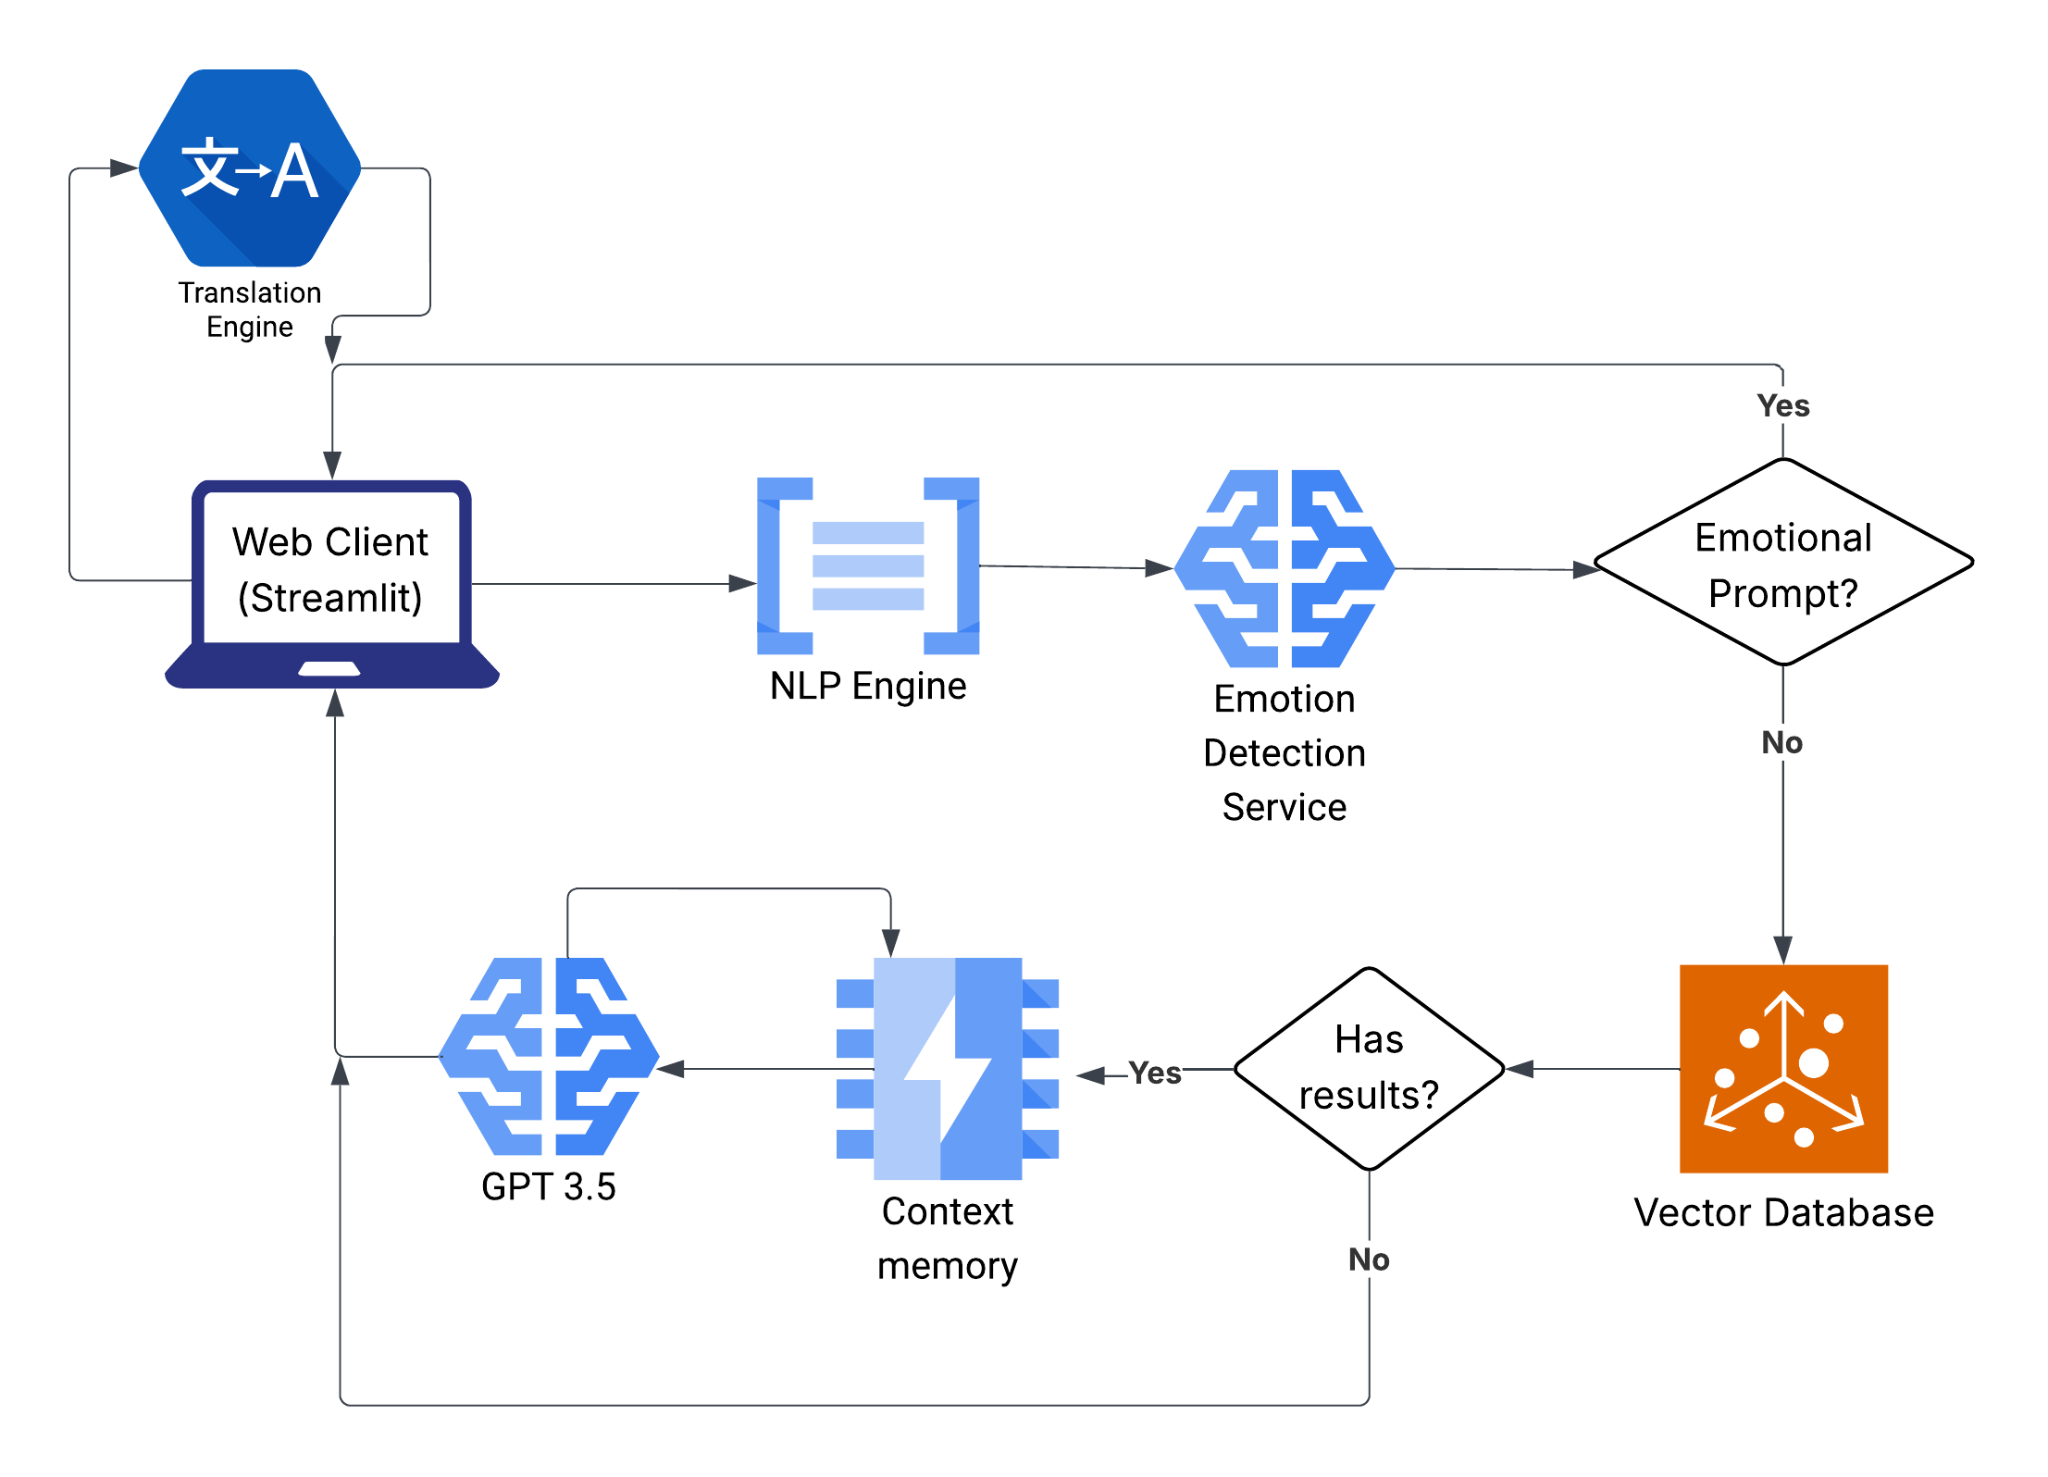 文→A
Translation
Engine
Yes
Web Client
(Streamlit)
Emotional
Prompt?
NLP Engine
Emotion
Detection
Service
No
Has
results?
Yes
GPT 3.5
Context
memory
Vector Database
No